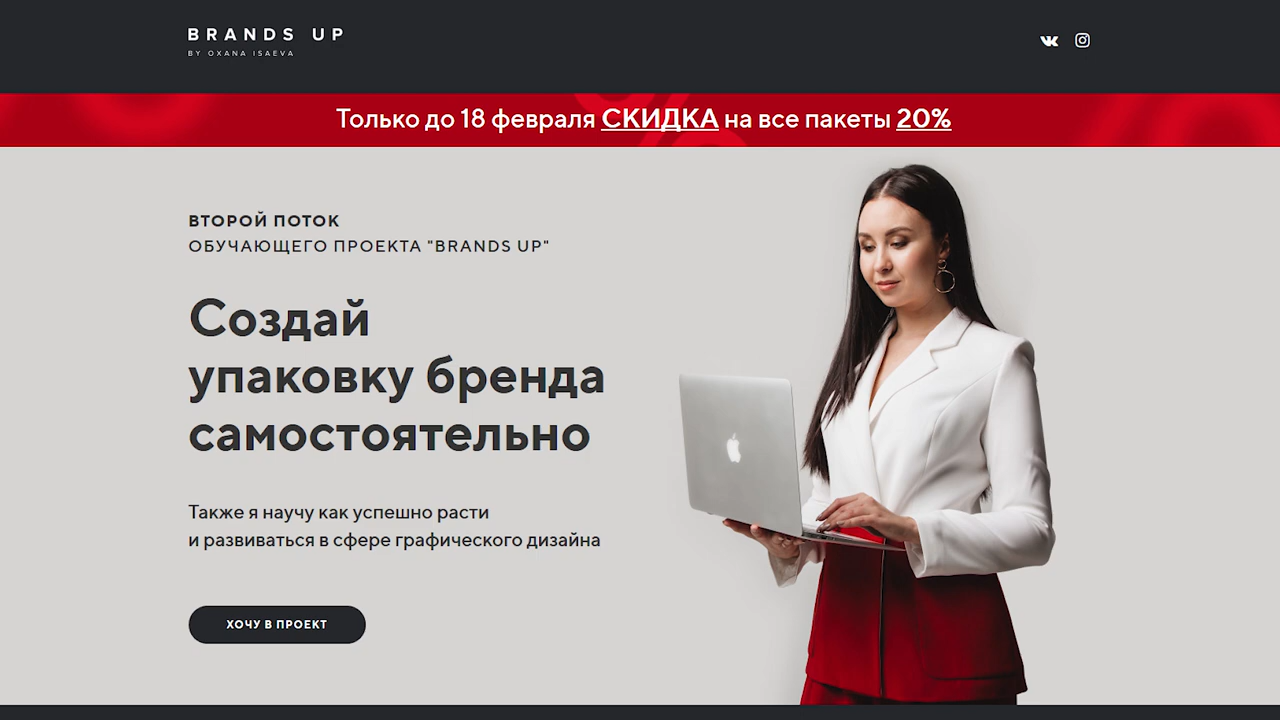 BRANDS UP
BY OXANA ISAEVA
Только до 18 февраля СКИДКА на все пакеты 20%
ВТОРОЙ ПОТОК
ОБУЧАЮЩЕГО ПРОЕКТА "BRANDS UP"
Создай
упаковку бренда
самостоятельно
Также я научу как успешно расти
и развиваться в сфере графического дизайна
ХОЧУ В ПРОЕКТ